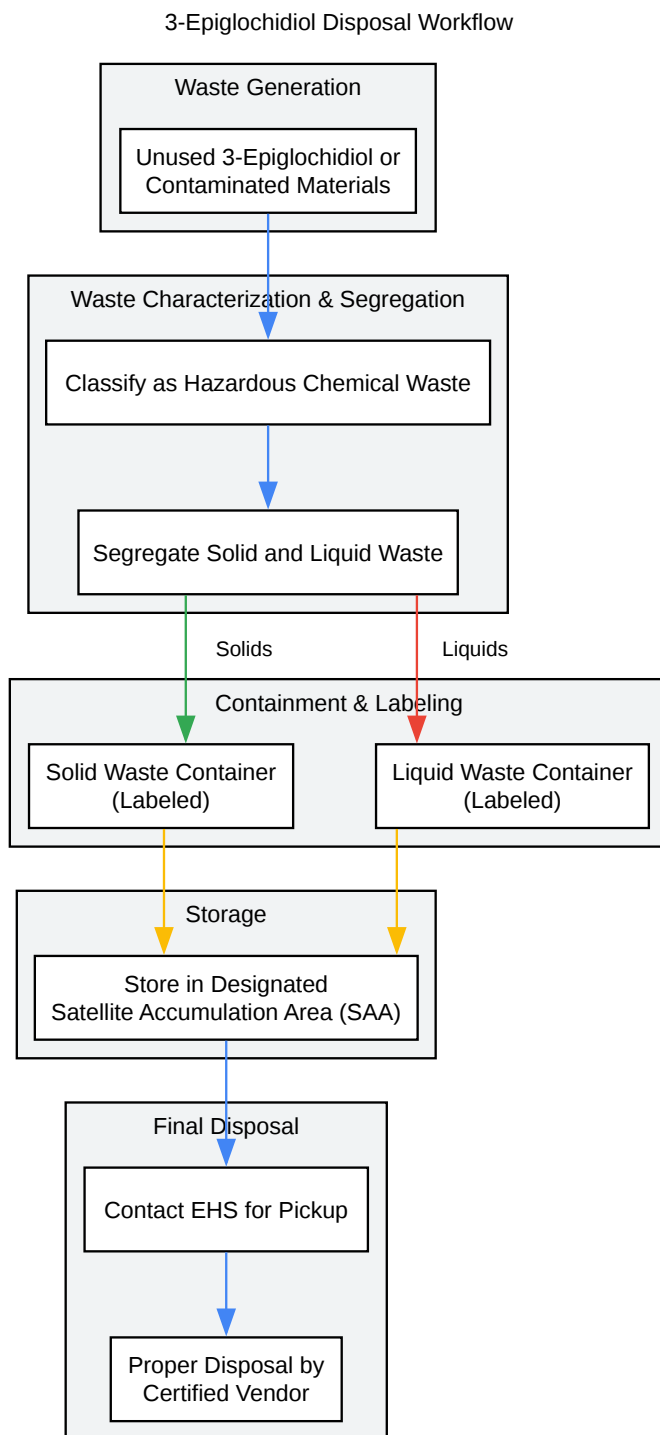 3-Epiglochidiol Disposal Workflow
Waste Generation
Unused 3-Epiglochidiol or
Contaminated Materials
Waste Characterization & Segregation
Classify as Hazardous Chemical Waste
Segregate Solid and Liquid Waste
Solids
Liquids
Containment & Labeling
Solid Waste Container
(Labeled)
Liquid Waste Container
(Labeled)
Storage
Store in Designated
Satellite Accumulation Area (SAA)
Final Disposal
Contact EHS for Pickup
Proper Disposal by
Certified Vendor